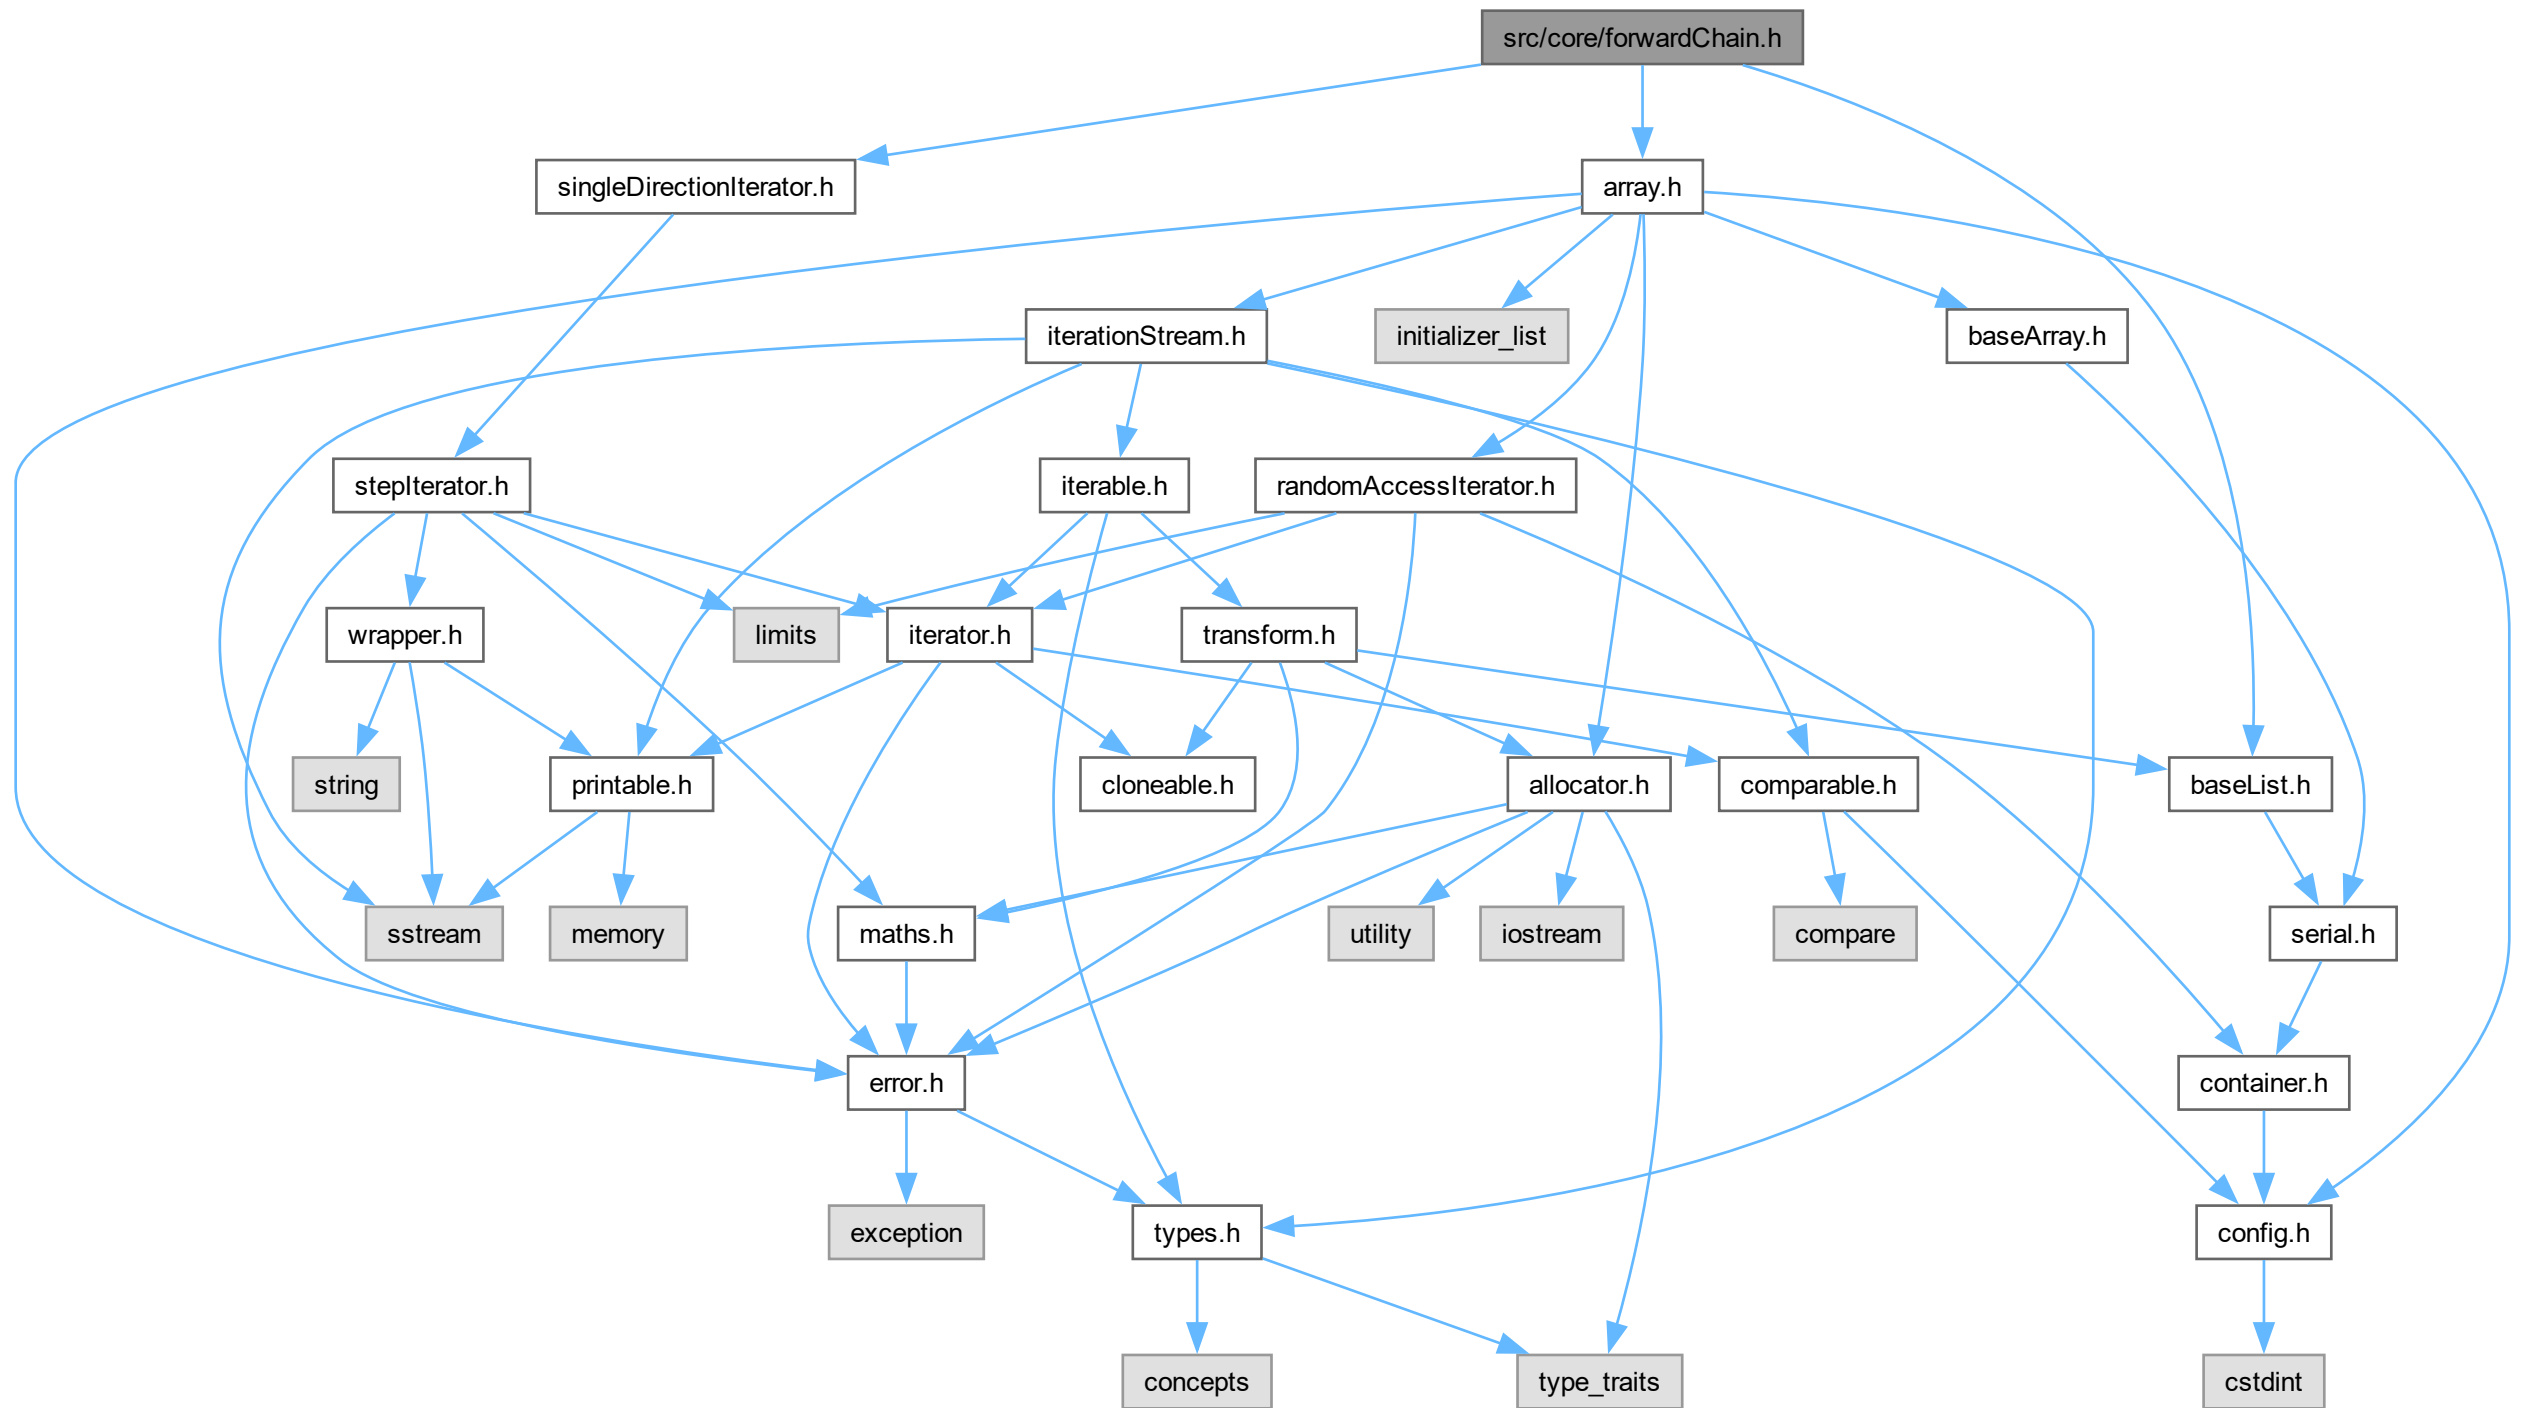 src/core/forwardChain.h
singleDirectionIterator.h
array.h
iterationStream.h
initializer_list
baseArray.h
stepIterator.h
iterable.h
randomAccessIterator.h
wrapper.h
limits
iterator.h
transform.h
string
printable.h
cloneable.h
allocator.h
comparable.h
baseList.h
sstream
memory
maths.h
utility
iostream
compare
serial.h
error.h
container.h
exception
types.h
config.h
concepts
type_traits
cstdint